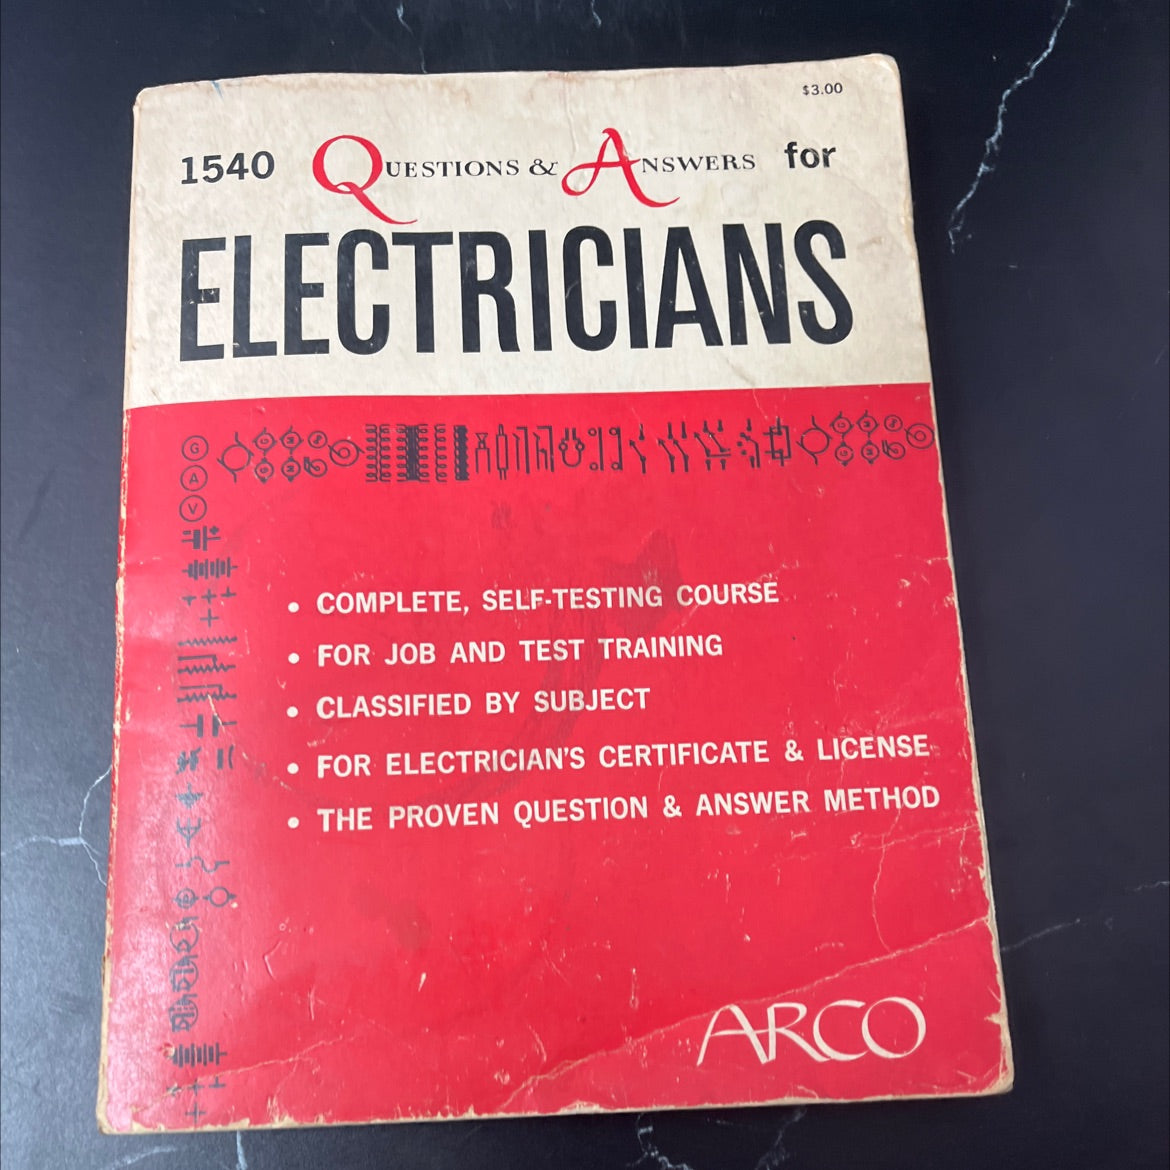 $3.00
1540 QUESTIONS & ANSWERS for
ELECTRICIANS
G
A
V
• COMPLETE, SELF-TESTING COURSE
• FOR JOB AND TEST TRAINING
• CLASSIFIED BY SUBJECT
• FOR ELECTRICIAN'S CERTIFICATE & LICENSE
• THE PROVEN QUESTION & ANSWER METHOD
ARCO